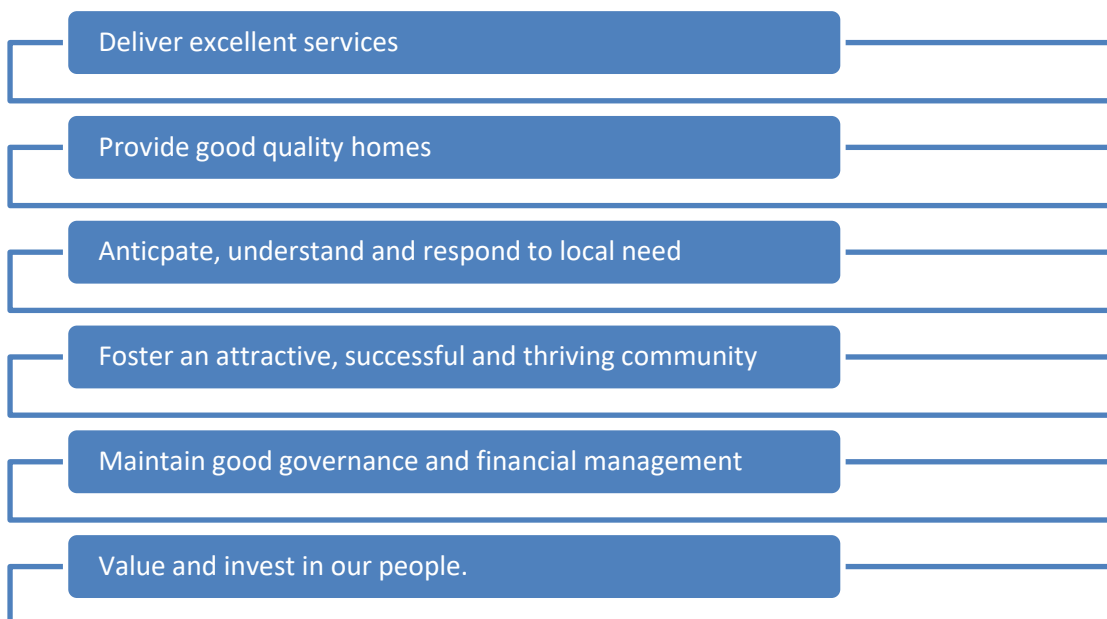 Deliver excellent services
Provide good quality homes
Anticpate, understand and respond to local need
Foster an attractive, successful and thriving community
Maintain good governance and financial management
Value and invest in our people.